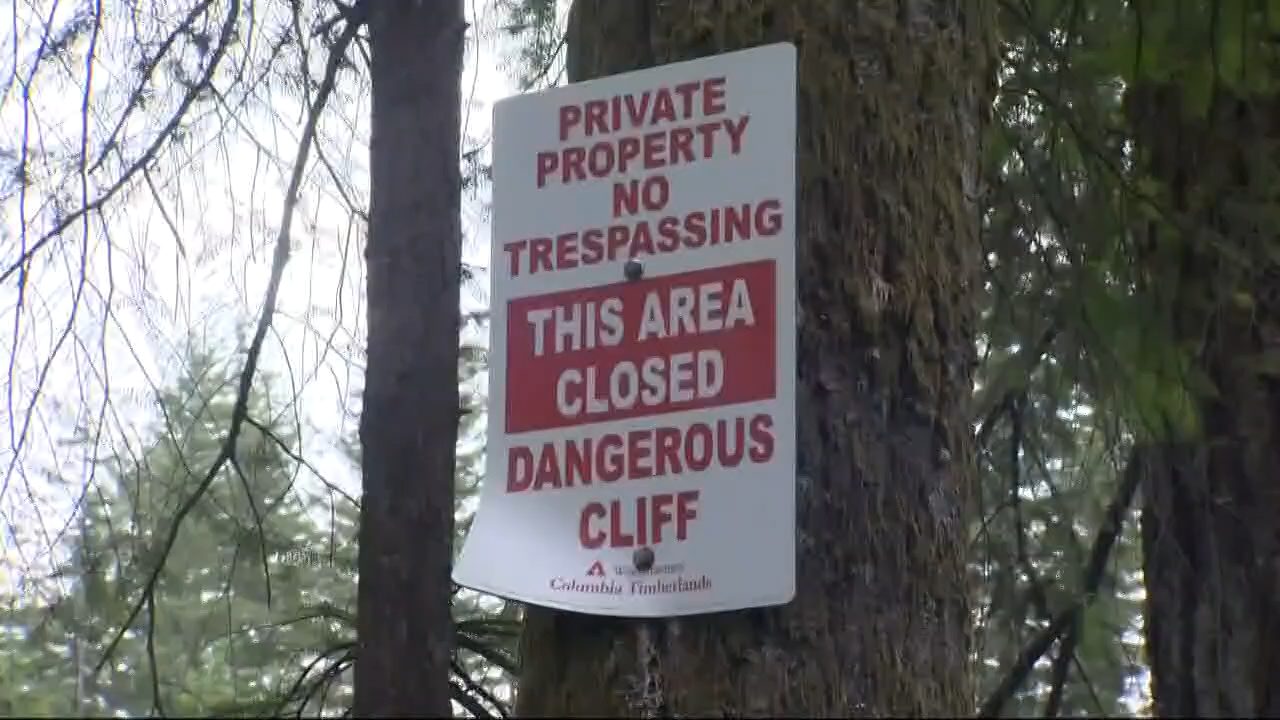 PRIVATE
PROPERTY
NO
TRESPASSING
THIS AREA
CLOSED
DANGEROUS
CLIFF
Columbia Timberlands